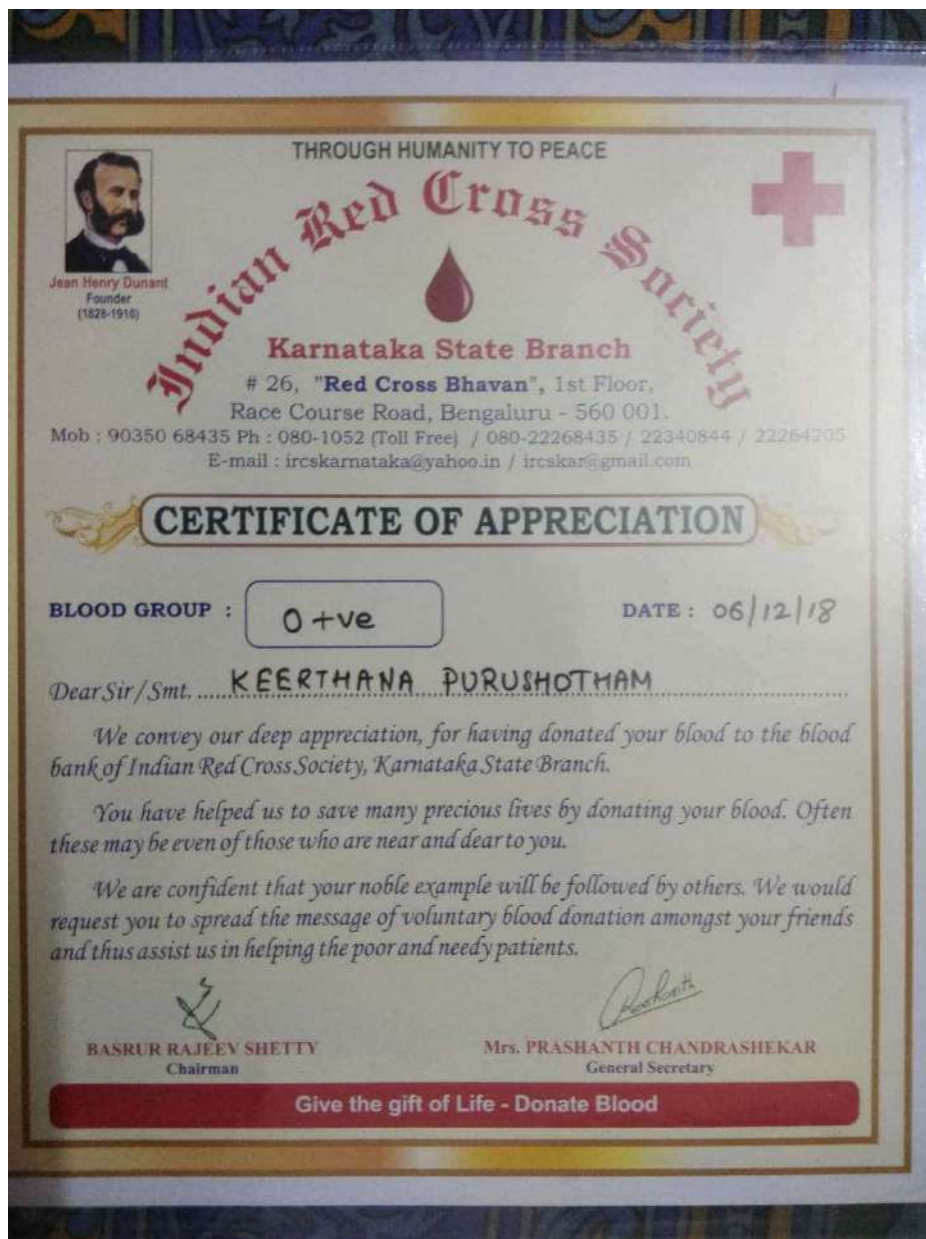 THROUGH HUMANITY TO PEACE
Indian Red Cross Society
Jean Henry Dunant
Founder
(1828-1910)
Karnataka State Branch
# 26, "Red Cross Bhavan", 1st Floor,
Race Course Road, Bengaluru - 560 001.
Mob : 90350 68435 Ph : 080-1052 (Toll Free) / 080-22268435 / 22340844 / 22264205
E-mail : ircskarnataka@yahoo.in / ircskar@gmail.com
CERTIFICATE OF APPRECIATION
BLOOD GROUP : O +ve DATE : 06/12/18
Dear Sir / Smt. ..... KEERTHANA PURUSHOTHAM
We convey our deep appreciation, for having donated your blood to the blood
bank of Indian Red Cross Society, Karnataka State Branch.
You have helped us to save many precious lives by donating your blood. Often
these may be even of those who are near and dear to you.
We are confident that your noble example will be followed by others. We would
request you to spread the message of voluntary blood donation amongst your friends
and thus assist us in helping the poor and needy patients.
BASRUR RAJEEV SHETTY Mrs. PRASHANTH CHANDRASHEKAR
Chairman General Secretary
Give the gift of Life - Donate Blood